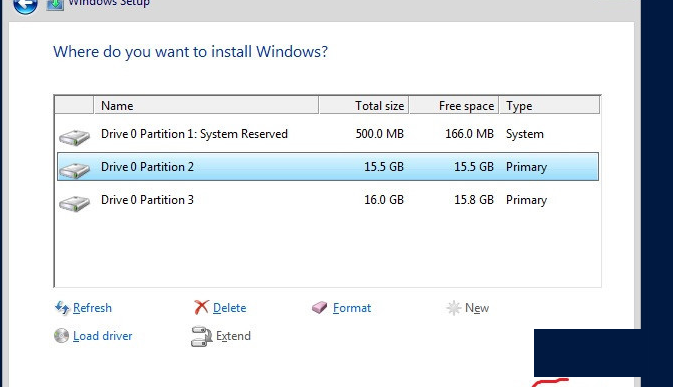 Windows Setup
Where do you want to install Windows?
Name Total size Free space Type
Drive 0 Partition 1: System Reserved 500.0 MB 166.0 MB System
Drive 0 Partition 2 15.5 GB 15.5 GB Primary
Drive 0 Partition 3 16.0 GB 15.8 GB Primary
Refresh Delete Format New
Load driver Extend